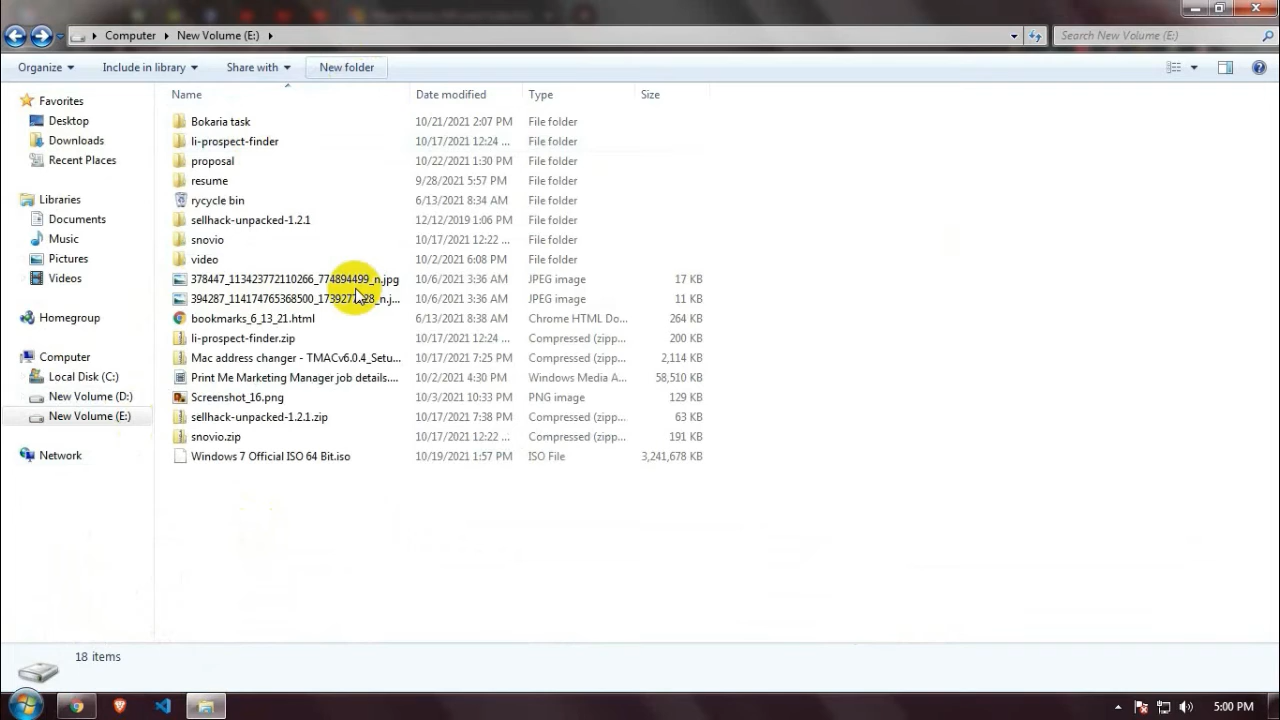 Computer New Volume (E:) Search New Volume (E:)
Organize Include in library Share with New folder
Name Date modified Type Size
Favorites
Desktop
Downloads
Recent Places
Libraries
Documents
Music
Pictures
Videos
Homegroup
Computer
Local Disk (C:)
New Volume (D:)
New Volume (E:)
Network
Bokaria task 10/21/2021 2:07 PM File folder
li-prospect-finder 10/17/2021 12:24 ... File folder
proposal 10/22/2021 1:30 PM File folder
resume 9/28/2021 5:57 PM File folder
rycycle bin 6/13/2021 8:34 AM File folder
sellhack-unpacked-1.2.1 12/12/2019 1:06 PM File folder
snovio 10/17/2021 12:22 ... File folder
video 10/2/2021 6:08 PM File folder
378447_113423772110266_774894499_n.jpg 10/6/2021 3:36 AM JPEG image 17 KB
10/6/2021 3:36 AM JPEG image 11 KB
bookmarks_6_13_21.html 6/13/2021 8:38 AM Chrome HTML Do... 264 KB
li-prospect-finder.zip 10/17/2021 12:24 ... Compressed (zipp... 200 KB
Mac address changer - TMACv6.0.4_Setu... 10/17/2021 7:25 PM Compressed (zipp... 2,114 KB
Print Me Marketing Manager job details.... 10/2/2021 4:30 PM Windows Media A... 58,510 KB
Screenshot_16.png 10/3/2021 10:33 PM PNG image 129 KB
sellhack-unpacked-1.2.1.zip 10/17/2021 7:38 PM Compressed (zipp... 63 KB
snovio.zip 10/17/2021 12:22 ... Compressed (zipp... 191 KB
Windows 7 Official ISO 64 Bit.iso 10/19/2021 1:57 PM ISO File 3,241,678 KB
18 items
5:00 PM